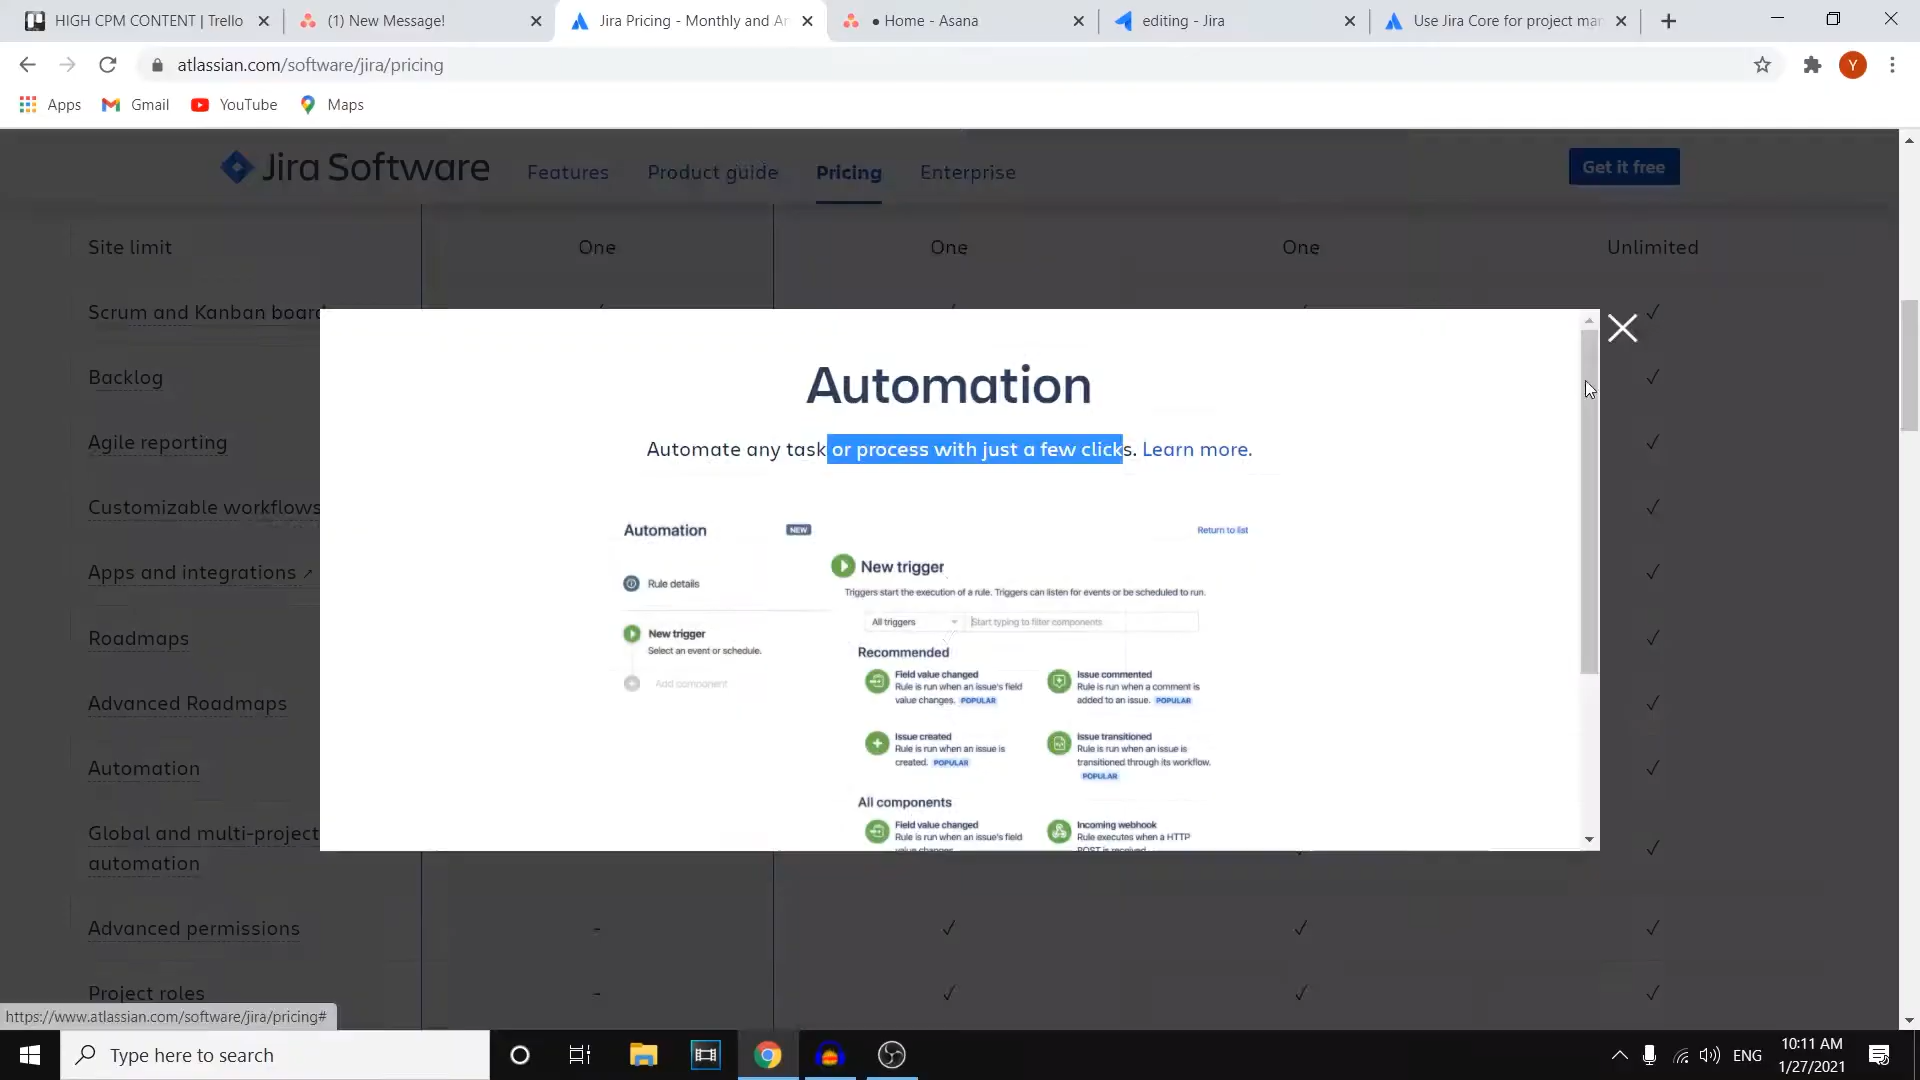 HIGH CPM CONTENT | Trello
(1) New Message!
Jira Pricing - Monthly and An
• Home - Asana
editing - Jira
Use Jira Core for project man
atlassian.com/software/jira/pricing
Y
Apps
Gmail
YouTube
Maps
Jira Software
Features
Product guide
Pricing
Enterprise
Get it free
Site limit
One
One
One
Unlimited
Scrum and Kanban board
Backlog
Agile reporting
Customizable workflows
Apps and integrations ↗
Roadmaps
Advanced Roadmaps
Automation
Global and multi-project
automation
Advanced permissions
-
Project roles
-
Automation
Automate any task or process with just a few clicks. Learn more.
Automation
NEW
Return to list
Rule details
New trigger
Select an event or schedule.
Add component
New trigger
Triggers start the execution of a rule. Triggers can listen for events or be scheduled to run.
All triggers
Start typing to filter components
Recommended
Field value changed
Rule is run when an issue's field
value changes. POPULAR
Issue commented
Rule is run when a comment is
added to an issue. POPULAR
Issue created
Rule is run when an issue is
created. POPULAR
Issue transitioned
Rule is run when an issue is
transitioned through its workflow.
POPULAR
All components
Field value changed
Rule is run when an issue's field
value changes
Incoming webhook
Rule executes when a HTTP
POST is received
https://www.atlassian.com/software/jira/pricing#
Type here to search
ENG
10:11 AM
1/27/2021